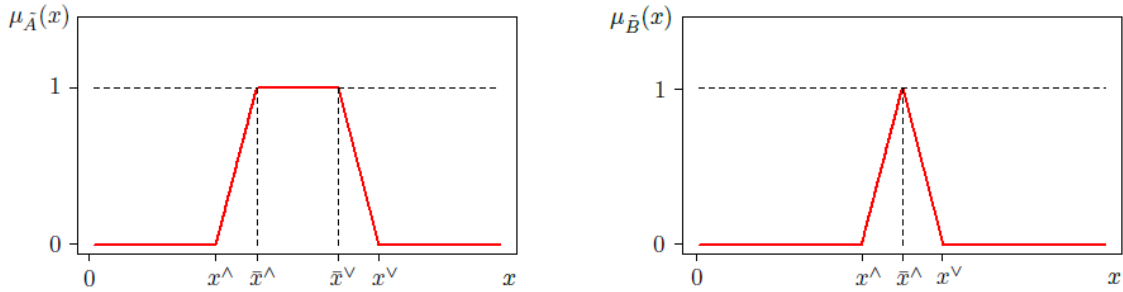 μ_Ã(x)
1
0
0 x^∧ x̄^∧ x̄^∨ x^∨ x
μ_B̃(x)
1
0
0 x^∧ x̄^∧ x^∨ x